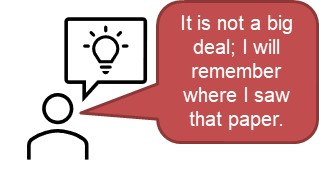 It is not a big
deal; I will
remember
where I saw
that paper.